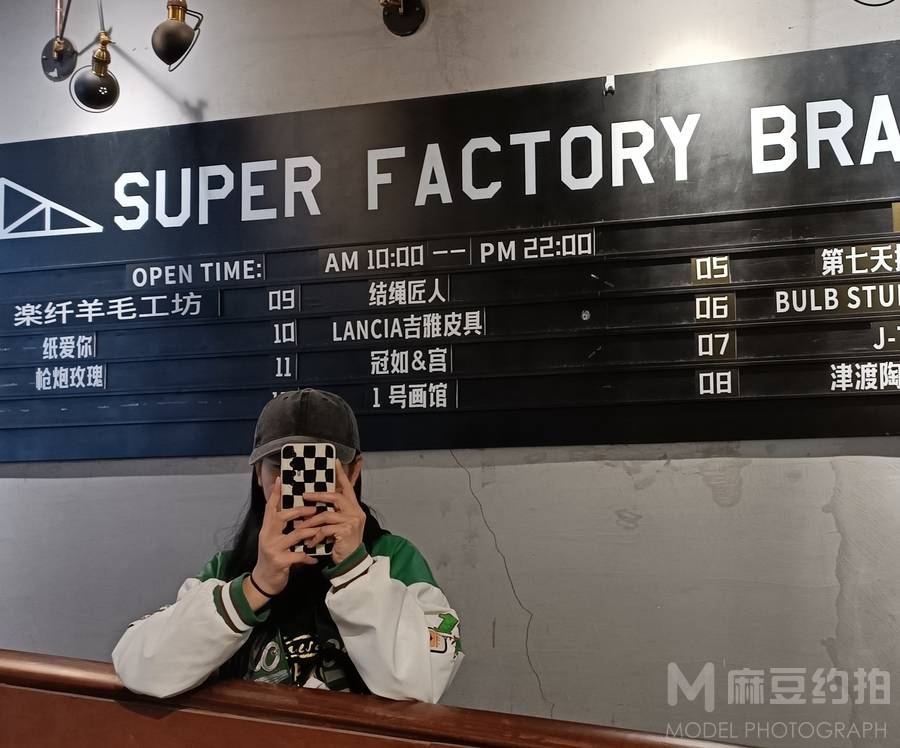 SUPER FACTORY BRA
OPEN TIME: AM 10:00 -- PM 22:00
05 第七天
楽纤羊毛工坊 09 结绳匠人 06 BULB STU
纸爱你 10 LANCIA吉雅皮具 07 J-
枪炮玫瑰 11 冠如&宫 08 津渡陶
1号画馆
M 麻豆约拍
MODEL PHOTOGRAPH